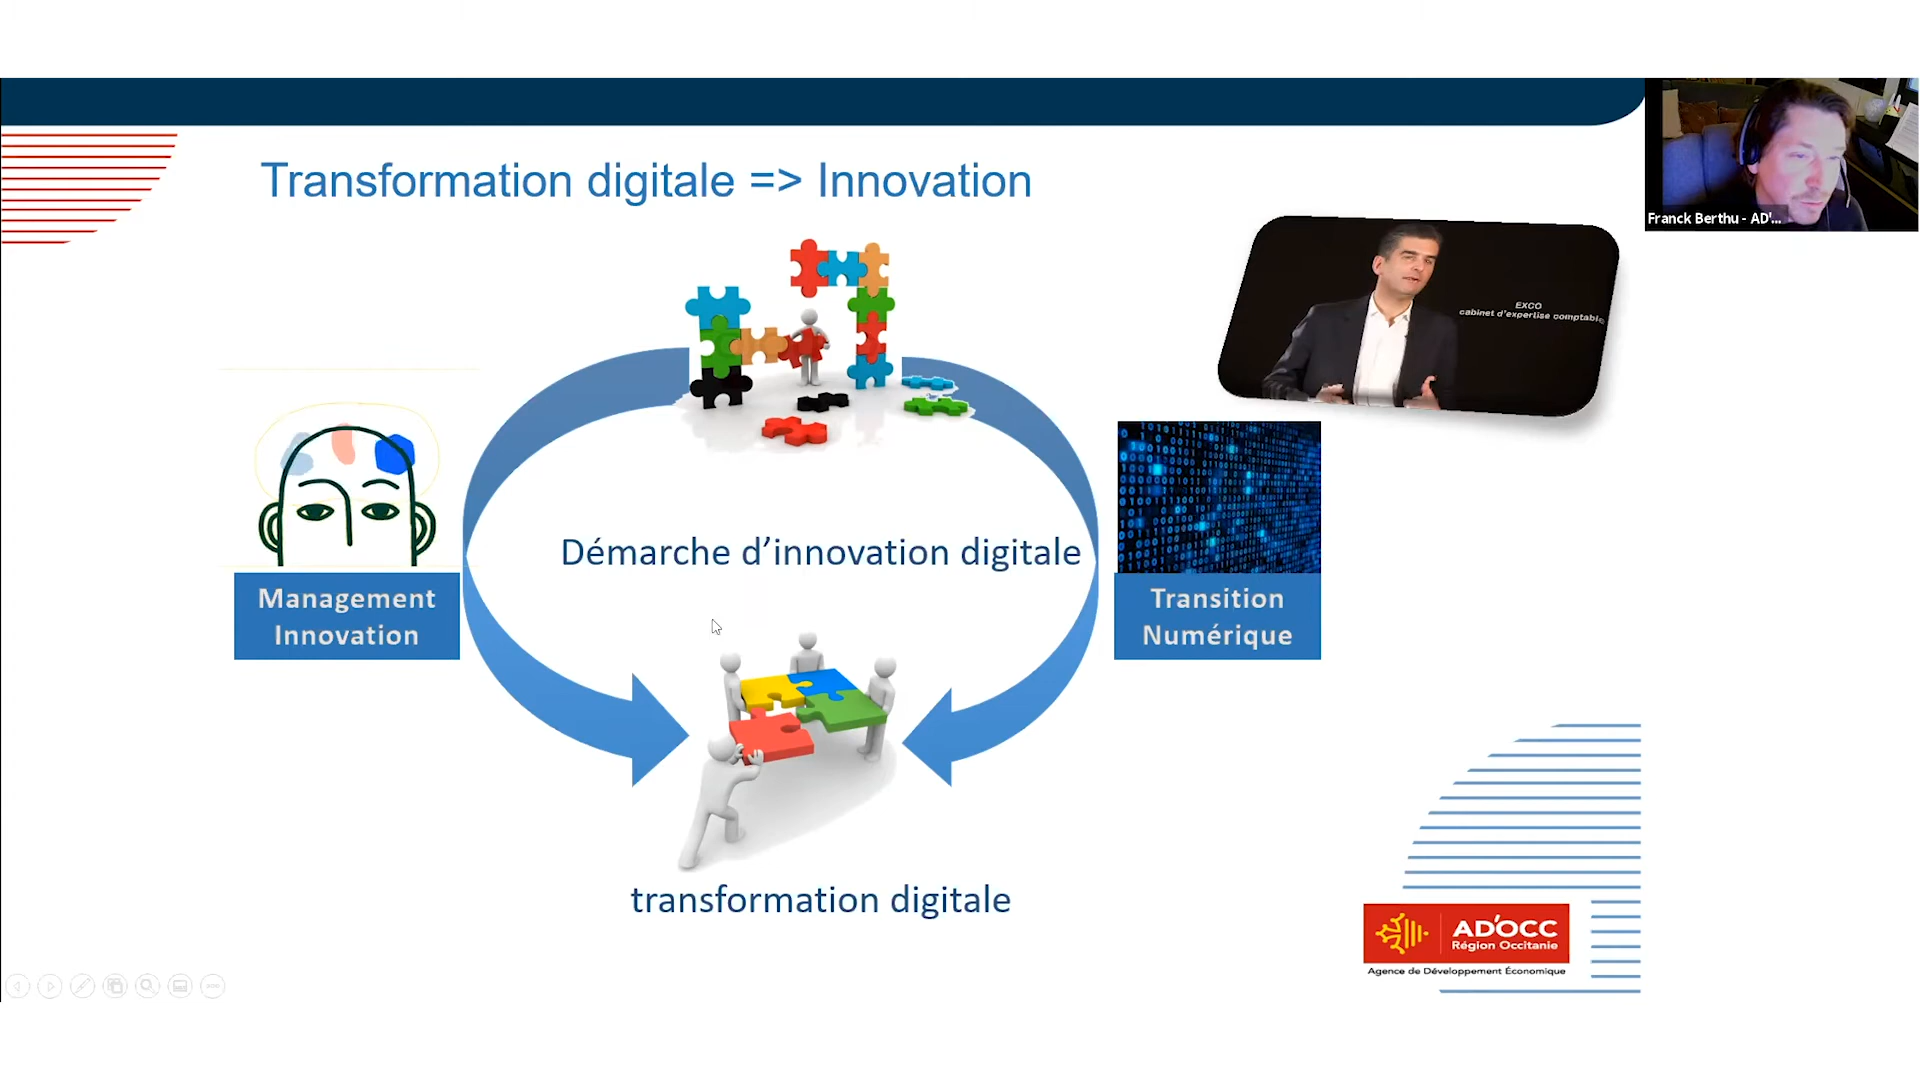 Transformation digitale => Innovation
Franck Berthu - AD'...
EXCO
cabinet d'expertise comptable
Démarche d’innovation digitale
Management
Innovation
Transition
Numérique
transformation digitale
AD'OCC
Région Occitanie
Agence de Développement Économique